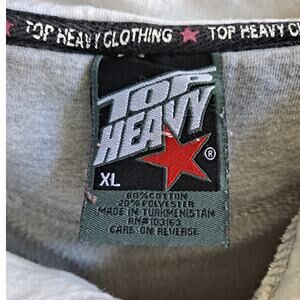 TOP HEAVY CLOTHING ★ TOP HEAVY CL
TOP
HEAVY
®
XL
80% COTTON
20% POLYESTER
MADE IN TURKMENISTAN
RN#103163
CARE ON REVERSE